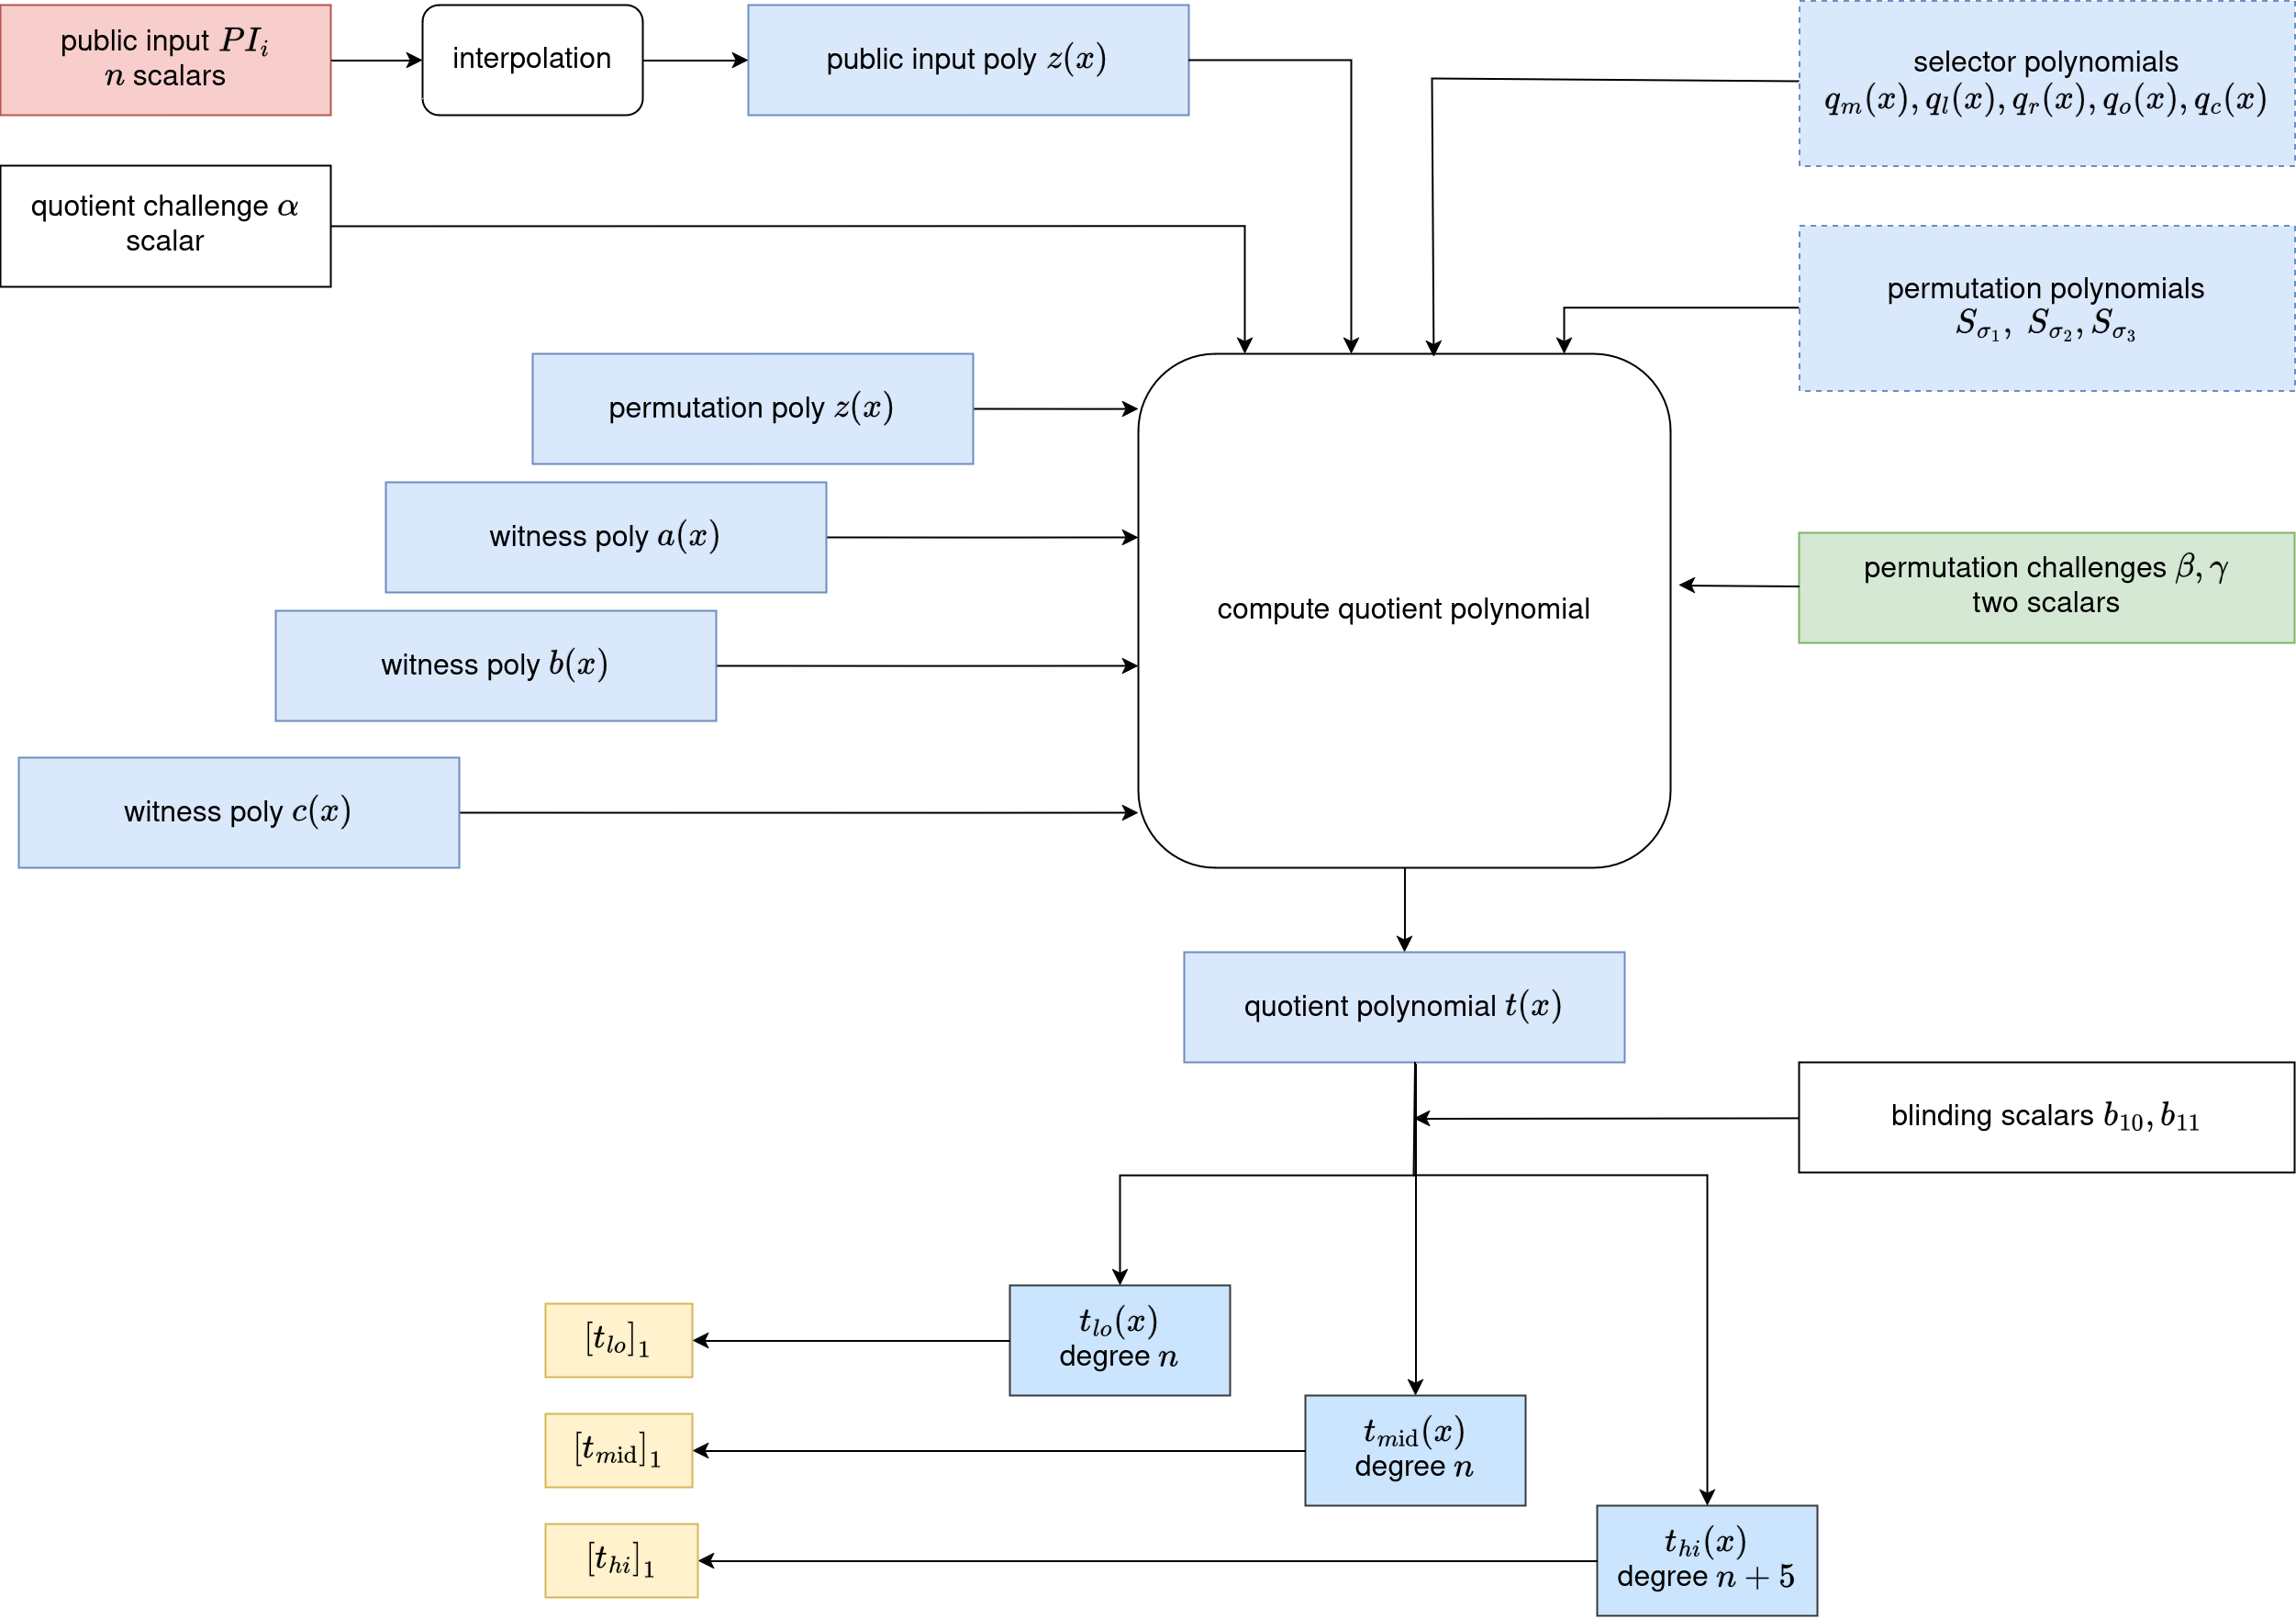 public input $PI_i$
$n$ scalars
interpolation
public input poly $z(x)$
selector polynomials
$q_m(x), q_l(x), q_r(x), q_o(x), q_c(x)$
quotient challenge $\alpha$
scalar
permutation polynomials
$S_{\sigma_1}, S_{\sigma_2}, S_{\sigma_3}$
permutation poly $z(x)$
witness poly $a(x)$
permutation challenges $\beta, \gamma$
two scalars
compute quotient polynomial
witness poly $b(x)$
witness poly $c(x)$
quotient polynomial $t(x)$
blinding scalars $b_{10}, b_{11}$
$[t_{lo}]_1$
$t_{lo}(x)$
degree $n$
$[t_{mid}]_1$
$t_{mid}(x)$
degree $n$
$[t_{hi}]_1$
$t_{hi}(x)$
degree $n + 5$